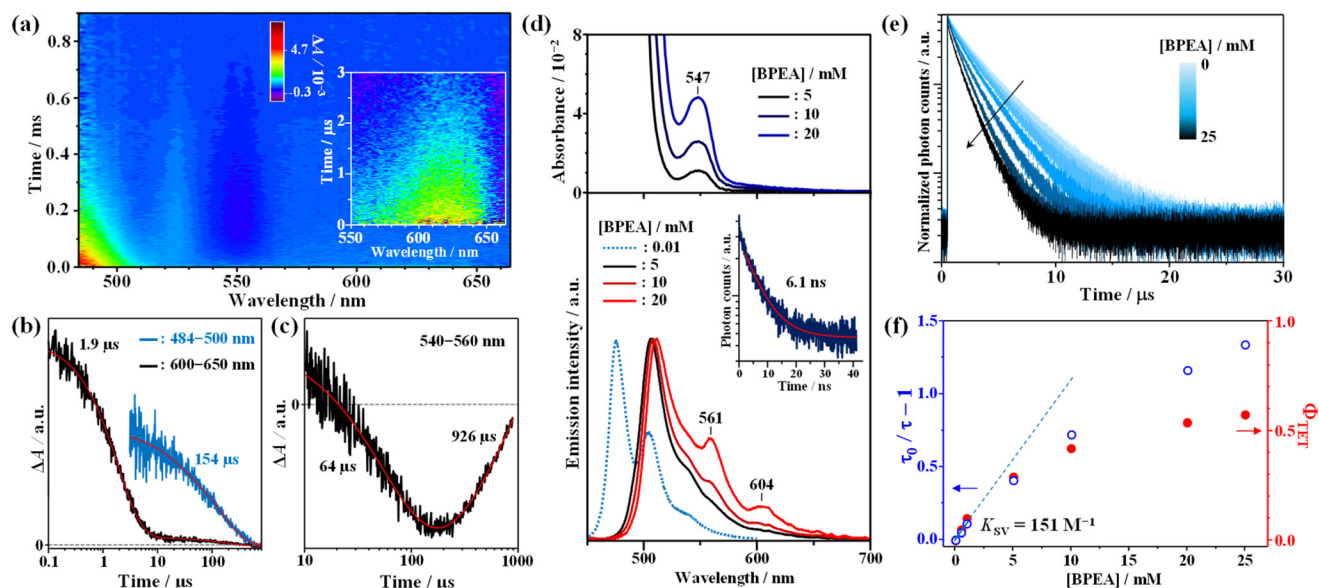 (a)
Time / ms
0.8
0.6
0.4
0.2
0.0
500
550
600
650
Wavelength / nm
4.7
-0.3
ΔA / 10⁻³
Time / μs
3
2
1
0
550
600
650
Wavelength / nm
(b)
1.9 μs
: 484–500 nm
: 600–650 nm
154 μs
ΔA / a.u.
0
0.1
1
10
100
Time / μs
(c)
540–560 nm
0
926 μs
64 μs
ΔA / a.u.
10
100
1000
Time / μs
(d)
Absorbance / 10⁻²
8
4
0
547
[BPEA] / mM
: 5
: 10
: 20
Emission intensity / a.u.
[BPEA] / mM
: 0.01
: 5
: 10
: 20
Photon counts / a.u.
6.1 ns
0
10
20
30
40
Time / ns
561
604
500
600
700
Wavelength / nm
(e)
[BPEA] / mM
0
25
Normalized photon counts / a.u.
0
10
20
30
Time / μs
(f)
τ₀ / τ − 1
1.5
1.25
0.75
0.25
0.0
K_SV = 151 M⁻¹
1.0
0.5
0.0
Φ_TET
0
5
10
15
20
25
[BPEA] / mM